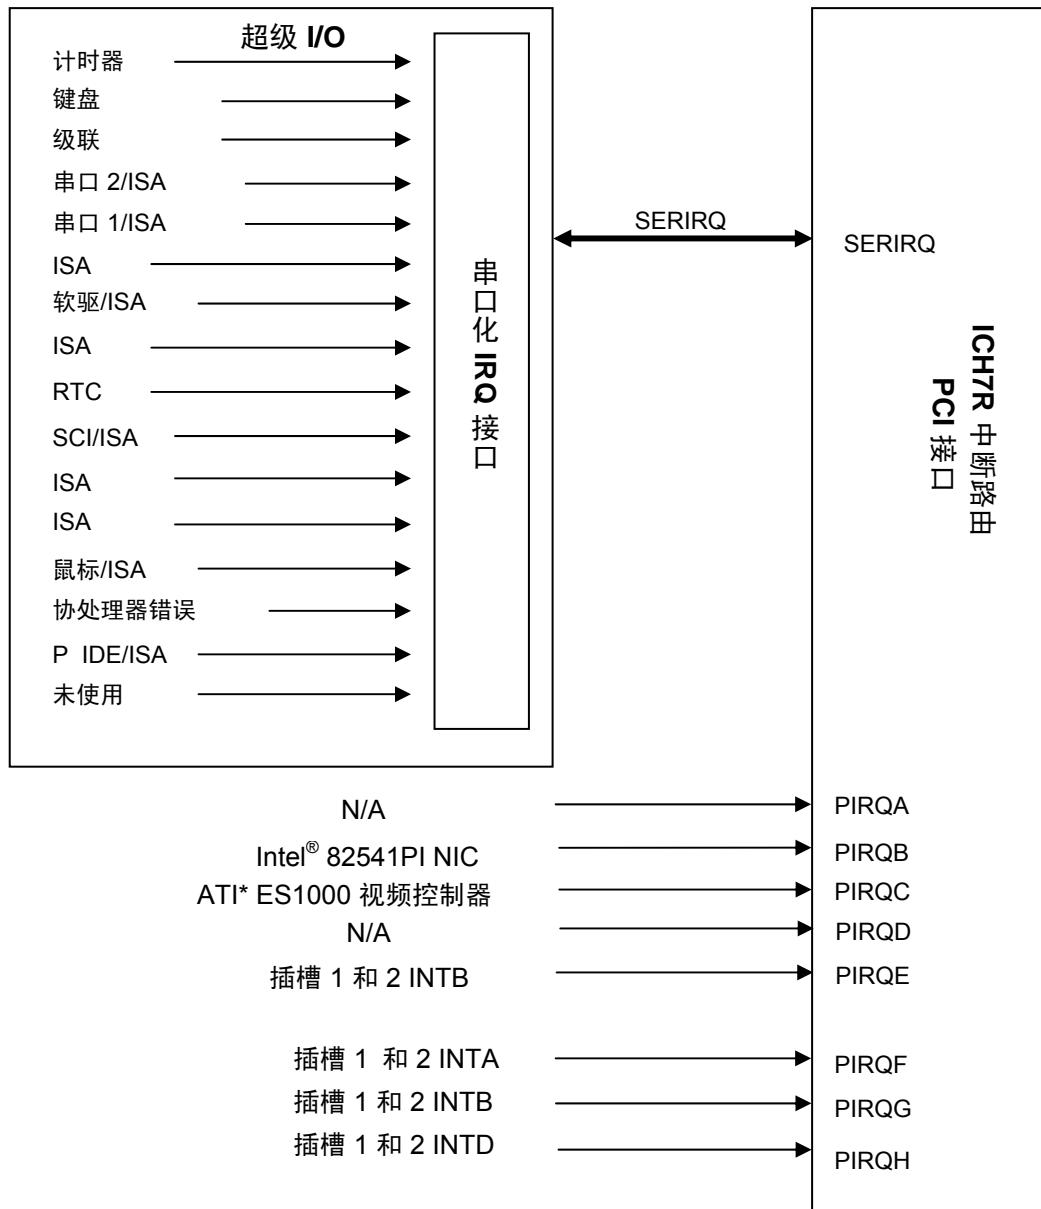 超级 I/O
计时器
键盘
级联
串口 2/ISA
串口 1/ISA
ISA
软驱/ISA
ISA
RTC
SCI/ISA
ISA
ISA
鼠标/ISA
协处理器错误
P IDE/ISA
未使用
串口化 IRQ 接口
SERIRQ
SERIRQ
ICH7R 中断路由
PCI 接口
N/A
PIRQA
Intel® 82541PI NIC
PIRQB
ATI* ES1000 视频控制器
PIRQC
N/A
PIRQD
插槽 1 和 2 INTB
PIRQE
插槽 1 和 2 INTA
PIRQF
插槽 1 和 2 INTB
PIRQG
插槽 1 和 2 INTD
PIRQH